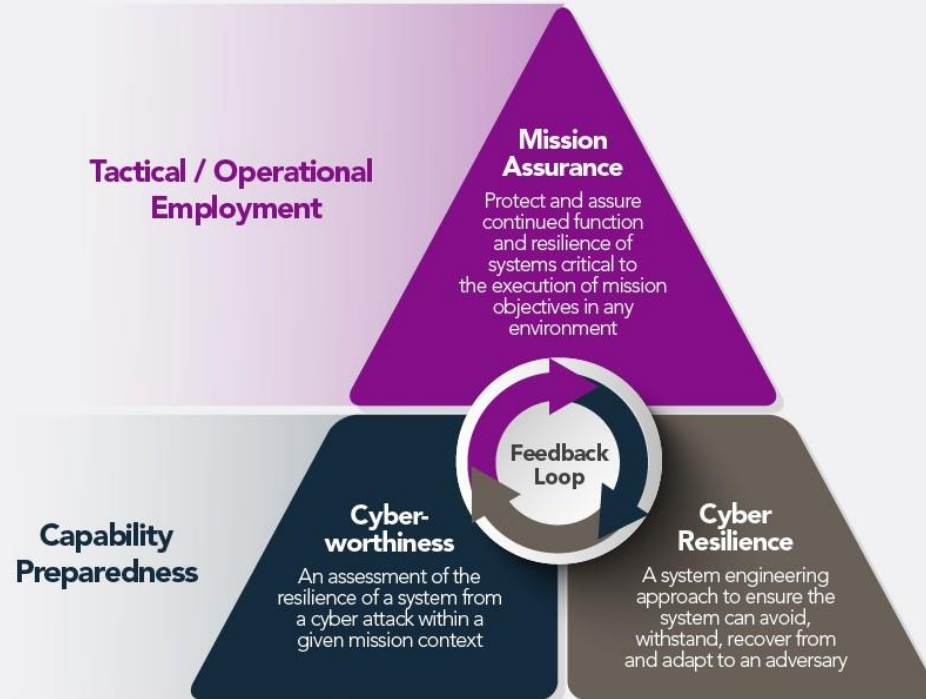 Mission
Assurance
Protect and assure
continued function
and resilience of
systems critical to
the execution of mission
objectives in any
environment
Tactical / Operational
Employment
Feedback
Loop
Capability
Preparedness
Cyber-
worthiness
An assessment of the
resilience of a system from
a cyber attack within a
given mission context
Cyber
Resilience
A system engineering
approach to ensure the
system can avoid,
withstand, recover from
and adapt to an adversary